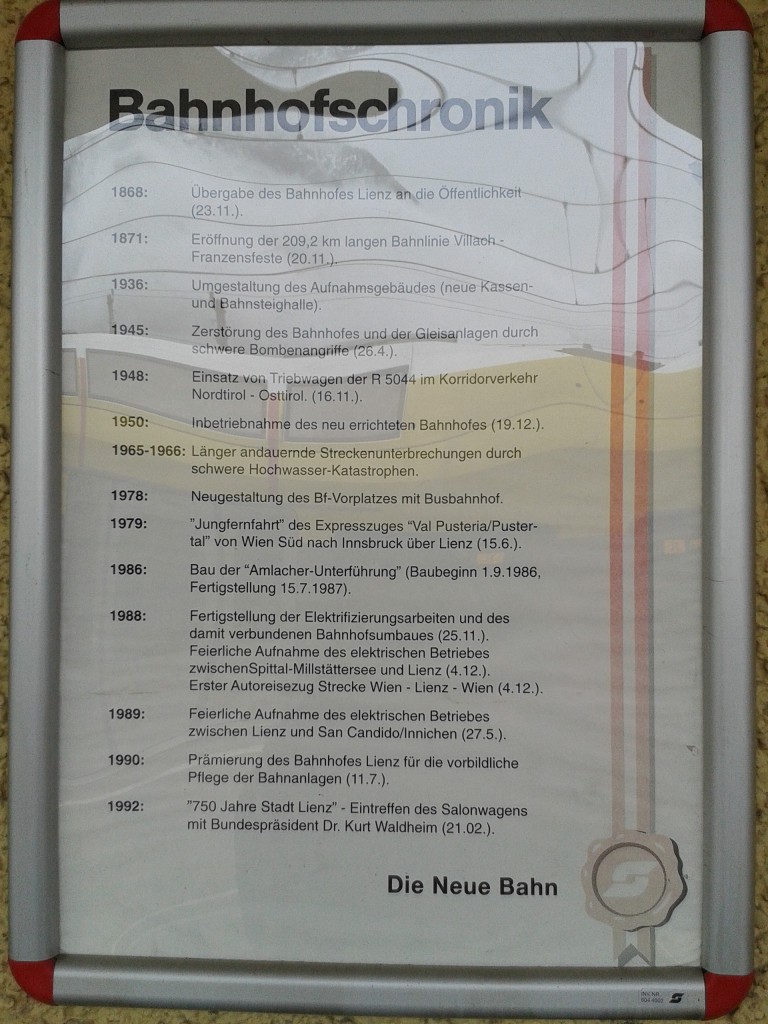 Bahnhofschronik
1868: Übergabe des Bahnhofes Lienz an die Öffentlichkeit
(23.11.).
1871: Eröffnung der 209,2 km langen Bahnlinie Villach -
Franzensfeste (20.11.).
1936: Umgestaltung des Aufnahmsgebäudes (neue Kassen-
und Bahnsteighalle).
1945: Zerstörung des Bahnhofes und der Gleisanlagen durch
schwere Bombenangriffe (26.4.).
1948: Einsatz von Triebwagen der R 5044 im Korridorverkehr
Nordtirol - Osttirol. (16.11.).
1950: Inbetriebnahme des neu errichteten Bahnhofes (19.12.).
1965-1966: Länger andauernde Streckenunterbrechungen durch
schwere Hochwasser-Katastrophen.
1978: Neugestaltung des Bf-Vorplatzes mit Busbahnhof.
1979: "Jungfernfahrt" des Expresszuges "Val Pusteria/Puster-
tal" von Wien Süd nach Innsbruck über Lienz (15.6.).
1986: Bau der "Amlacher-Unterführung" (Baubeginn 1.9.1986,
Fertigstellung 15.7.1987).
1988: Fertigstellung der Elektrifizierungsarbeiten und des
damit verbundenen Bahnhofsumbaues (25.11.).
Feierliche Aufnahme des elektrischen Betriebes
zwischenSpittal-Millstättersee und Lienz (4.12.).
Erster Autoreisezug Strecke Wien - Lienz - Wien (4.12.).
1989: Feierliche Aufnahme des elektrischen Betriebes
zwischen Lienz und San Candido/Innichen (27.5.).
1990: Prämierung des Bahnhofes Lienz für die vorbildliche
Pflege der Bahnanlagen (11.7.).
1992: "750 Jahre Stadt Lienz" - Eintreffen des Salonwagens
mit Bundespräsident Dr. Kurt Waldheim (21.02.).
Die Neue Bahn
INV.NR.